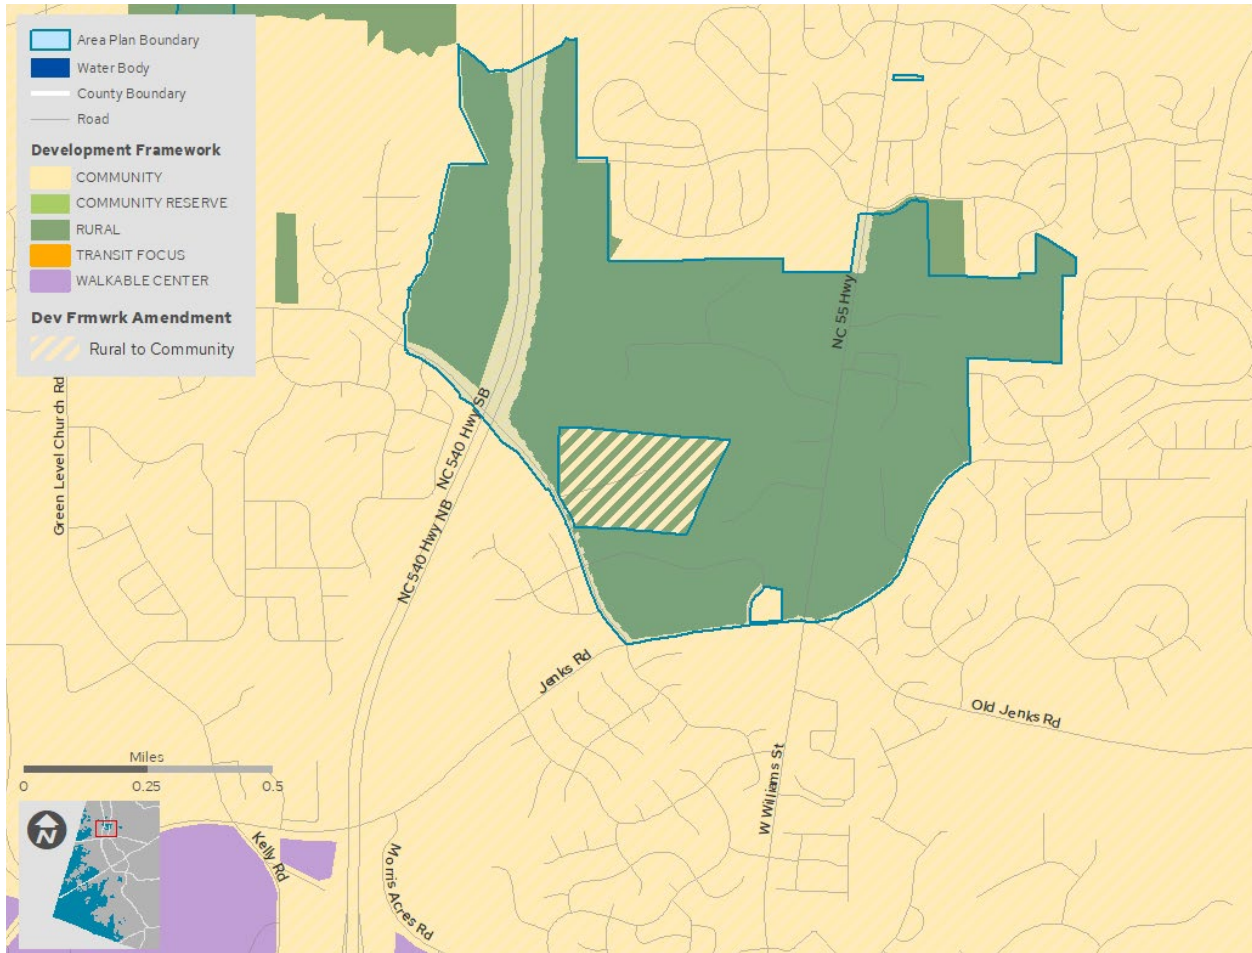 Area Plan Boundary
Water Body
County Boundary
Road
Development Framework
COMMUNITY
COMMUNITY RESERVE
RURAL
TRANSIT FOCUS
WALKABLE CENTER
Dev Frmwrk Amendment
Rural to Community
NC 55 Hwy
Green Level Church Rd
NC 540 Hwy SB
NC 540 Hwy NB
Jenks Rd
Old Jenks Rd
W Williams St
Miles
0 0.25 0.5
N
Kelly Rd
Morris Acres Rd